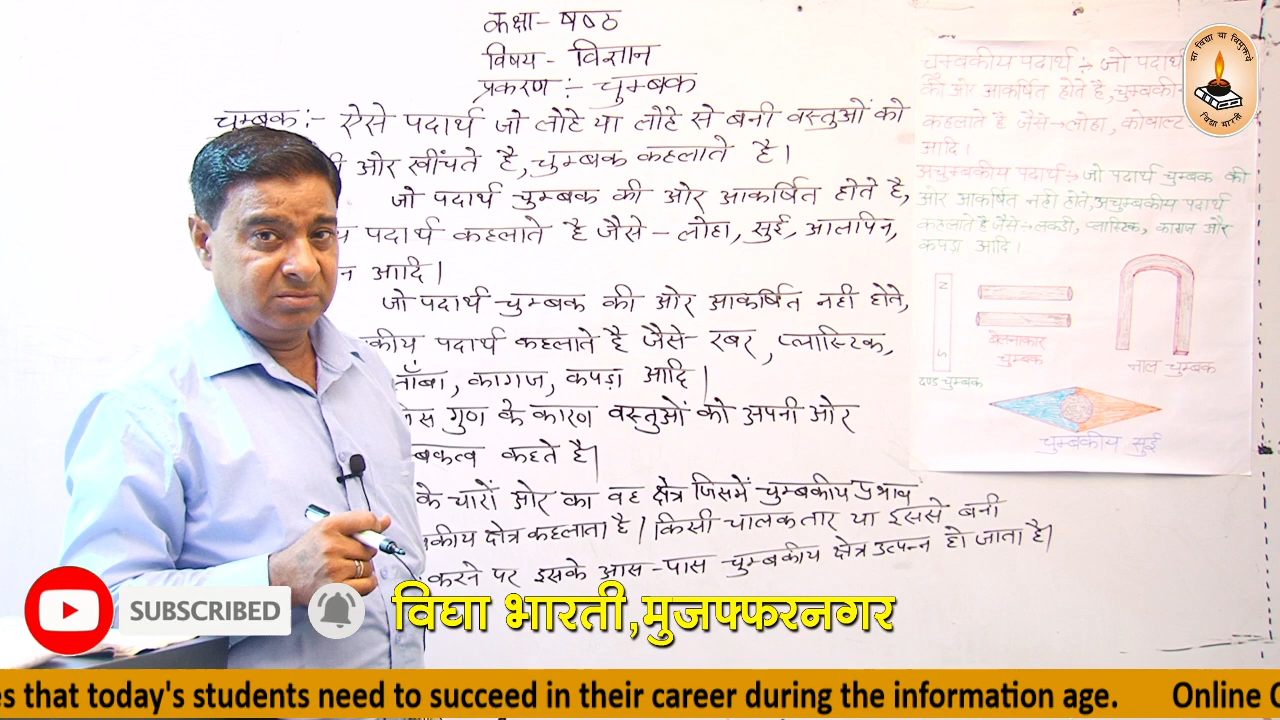 कक्षा - षष्ठ
विषय - विज्ञान
प्रकरण :- चुम्बक
चुम्बक :- ऐसे पदार्थ जो लोहे या लोहे से बनी वस्तुओं को
ओर खींचते है, चुम्बक कहलाते है।
जो पदार्थ चुम्बक की ओर आकर्षित होते है,
पदार्थ कहलाते है जैसे - लोहा, सुई, आलपिन,
आदि।
जो पदार्थ चुम्बक की ओर आकर्षित नही होते,
कीय पदार्थ कहलाते है जैसे- रबर, प्लास्टिक,
ताँबा, कागज, कपड़ा आदि।
गुण के कारण वस्तुओं को अपनी ओर
बकत्व कहते है।
के चारों ओर का वह क्षेत्र जिसमें चुम्बकीय प्रभाव
कीय क्षेत्र कहलाता है। किसी चालक तार या इससे बनी
करने पर इसके आस-पास चुम्बकीय क्षेत्र उत्पन्न हो जाता है।
चुम्बकीय पदार्थ :- जो पदार्थ
की ओर आकर्षित होते है, चुम्बकीय
कहलाते है जैसे→लोहा, कोबाल्ट
आदि।
अचुम्बकीय पदार्थ :- जो पदार्थ चुम्बक की
ओर आकर्षित नही होते, अचुम्बकीय पदार्थ
कहलाते है जैसे→लकडी, प्लास्टिक, कागज और
कपड़ा आदि।
N
S
दण्ड चुम्बक
बेलनाकार
चुम्बक
नाल चुम्बक
चुम्बकीय सुई
सा विद्या या विमुक्तये
विद्या भारती
SUBSCRIBED
विद्या भारती,मुजफ्फरनगर
es that today's students need to succeed in their career during the information age. Online